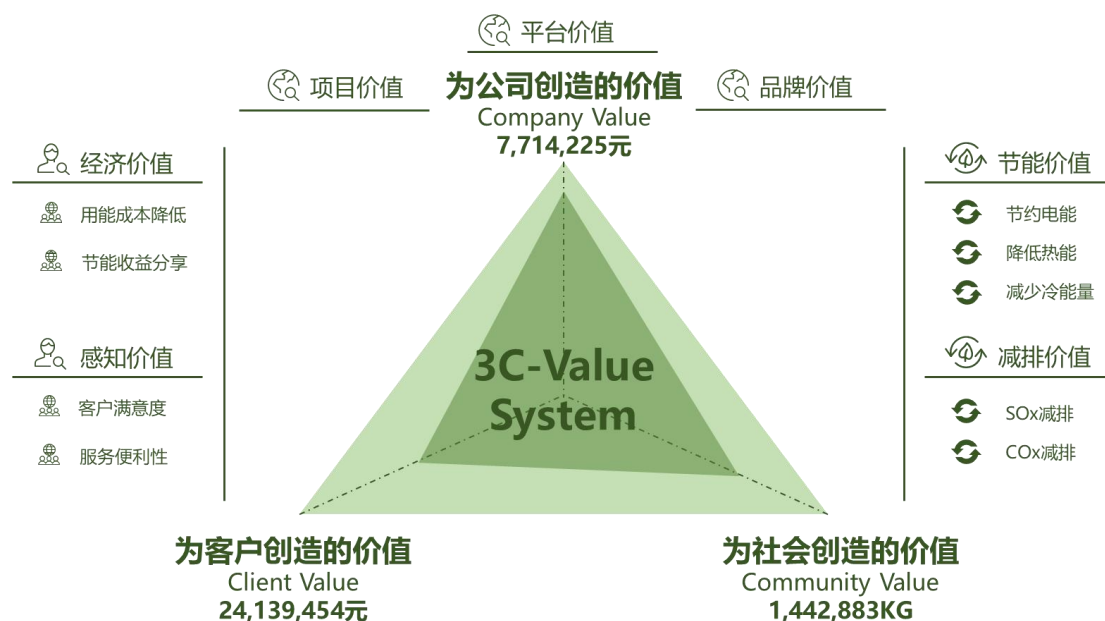 平台价值
项目价值
为公司创造的价值
Company Value
7,714,225元
品牌价值
经济价值
用能成本降低
节能收益分享
感知价值
客户满意度
服务便利性
节能价值
节约电能
降低热能
减少冷能量
减排价值
SOx减排
COx减排
3C-Value
System
为客户创造的价值
Client Value
24,139,454元
为社会创造的价值
Community Value
1,442,883KG